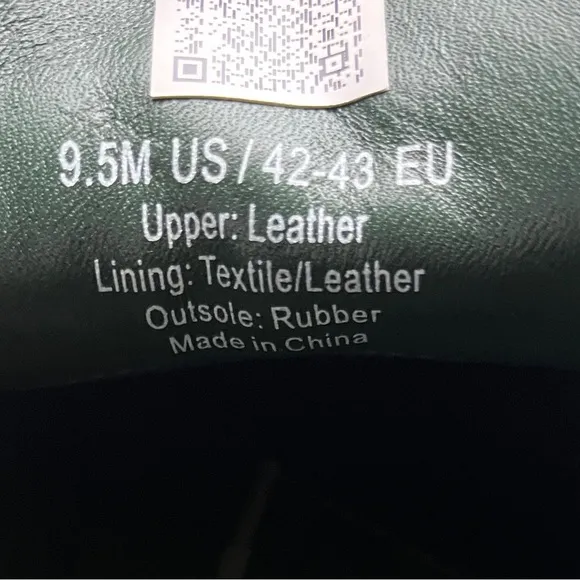 9.5M US / 42-43 EU
Upper: Leather
Lining: Textile/Leather
Outsole: Rubber
Made in China